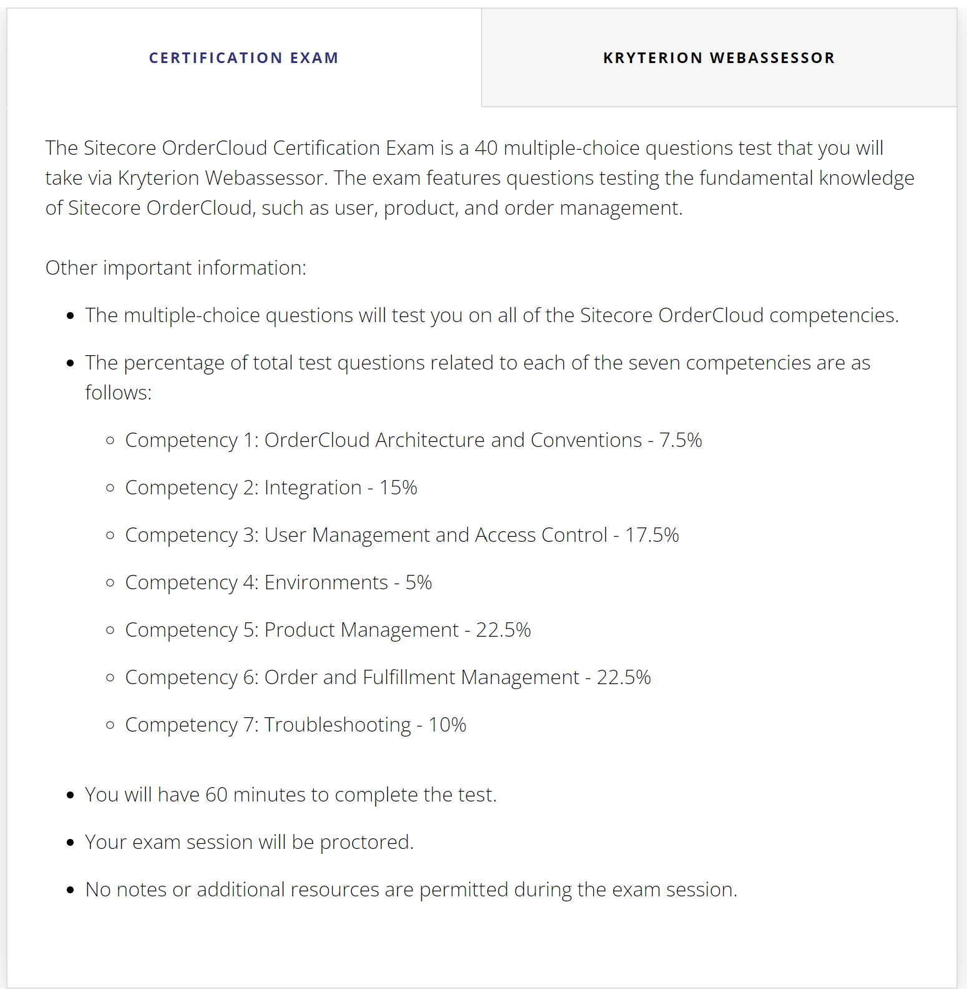 CERTIFICATION EXAM
KRYTERION WEBASSESSOR
The Sitecore OrderCloud Certification Exam is a 40 multiple-choice questions test that you will
take via Kryterion Webassessor. The exam features questions testing the fundamental knowledge
of Sitecore OrderCloud, such as user, product, and order management.
Other important information:
The multiple-choice questions will test you on all of the Sitecore OrderCloud competencies.
The percentage of total test questions related to each of the seven competencies are as
follows:
Competency 1: OrderCloud Architecture and Conventions - 7.5%
Competency 2: Integration - 15%
Competency 3: User Management and Access Control - 17.5%
Competency 4: Environments - 5%
Competency 5: Product Management - 22.5%
Competency 6: Order and Fulfillment Management - 22.5%
Competency 7: Troubleshooting - 10%
You will have 60 minutes to complete the test.
Your exam session will be proctored.
No notes or additional resources are permitted during the exam session.